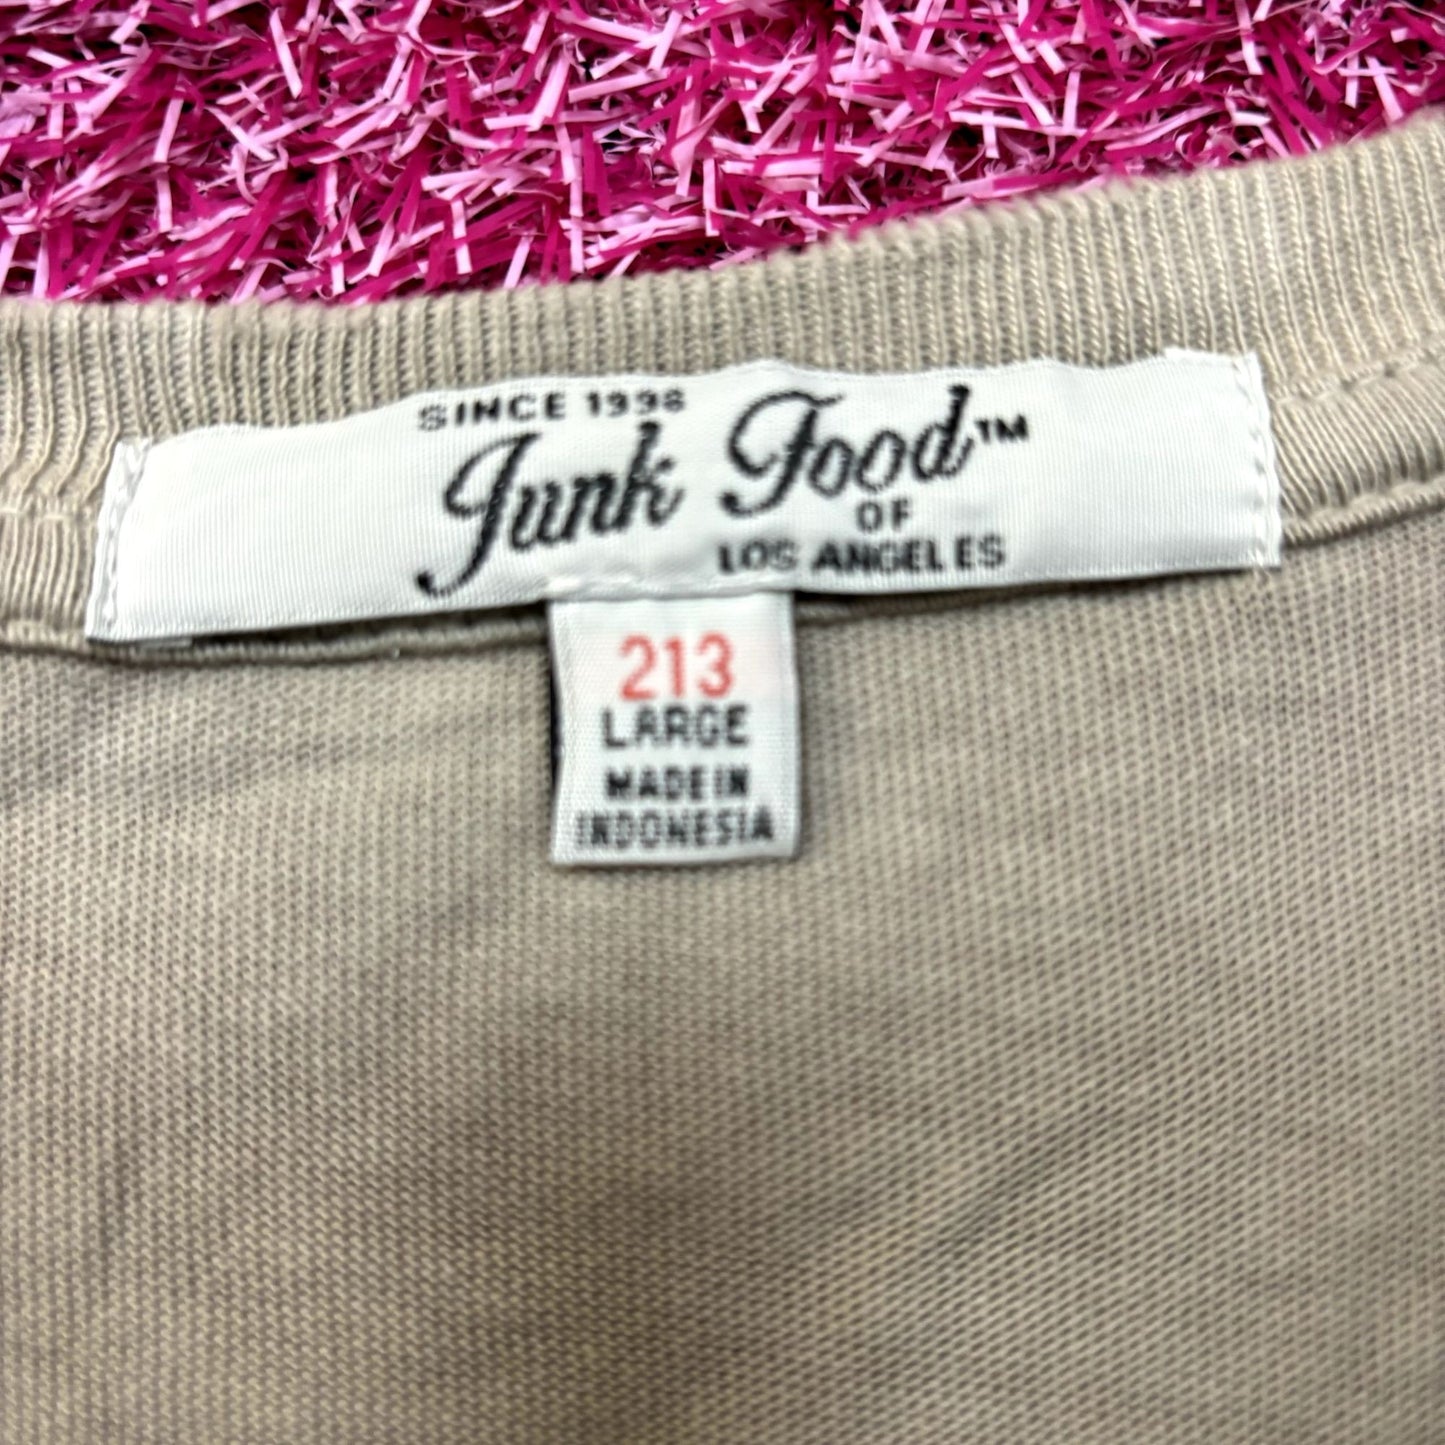 SINCE 1998
Junk Food™
OF
LOS ANGELES
213
LARGE
MADE IN
INDONESIA